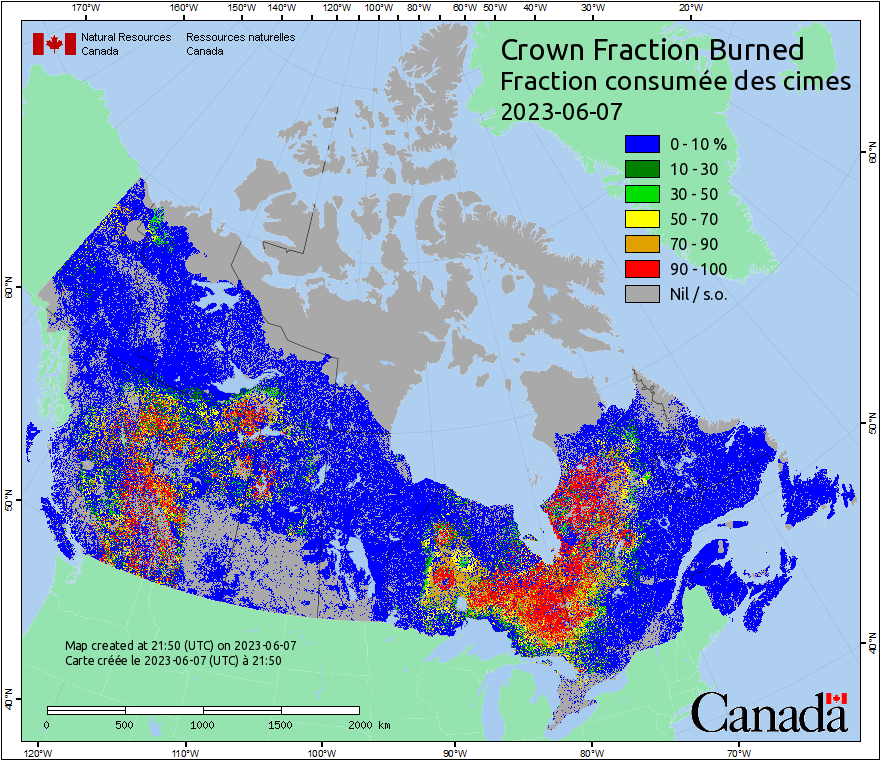 170°W 160°W 150°W 140°W 130°W 120°W 110°W 100°W 90°W 80°W 70°W 60°W 50°W 40°W 30°W 20°W
Natural Resources Ressources naturelles
Canada Canada
Crown Fraction Burned
Fraction consumée des cimes
2023-06-07
0 - 10 %
10 - 30
30 - 50
50 - 70
70 - 90
90 - 100
Nil / s.o.
60°N
60°N
50°N
50°N
40°N
40°N
Map created at 21:50 (UTC) on 2023-06-07
Carte créée le 2023-06-07 (UTC) à 21:50
0 500 1000 1500 2000 km
Canada
120°W 110°W 100°W 90°W 80°W 70°W